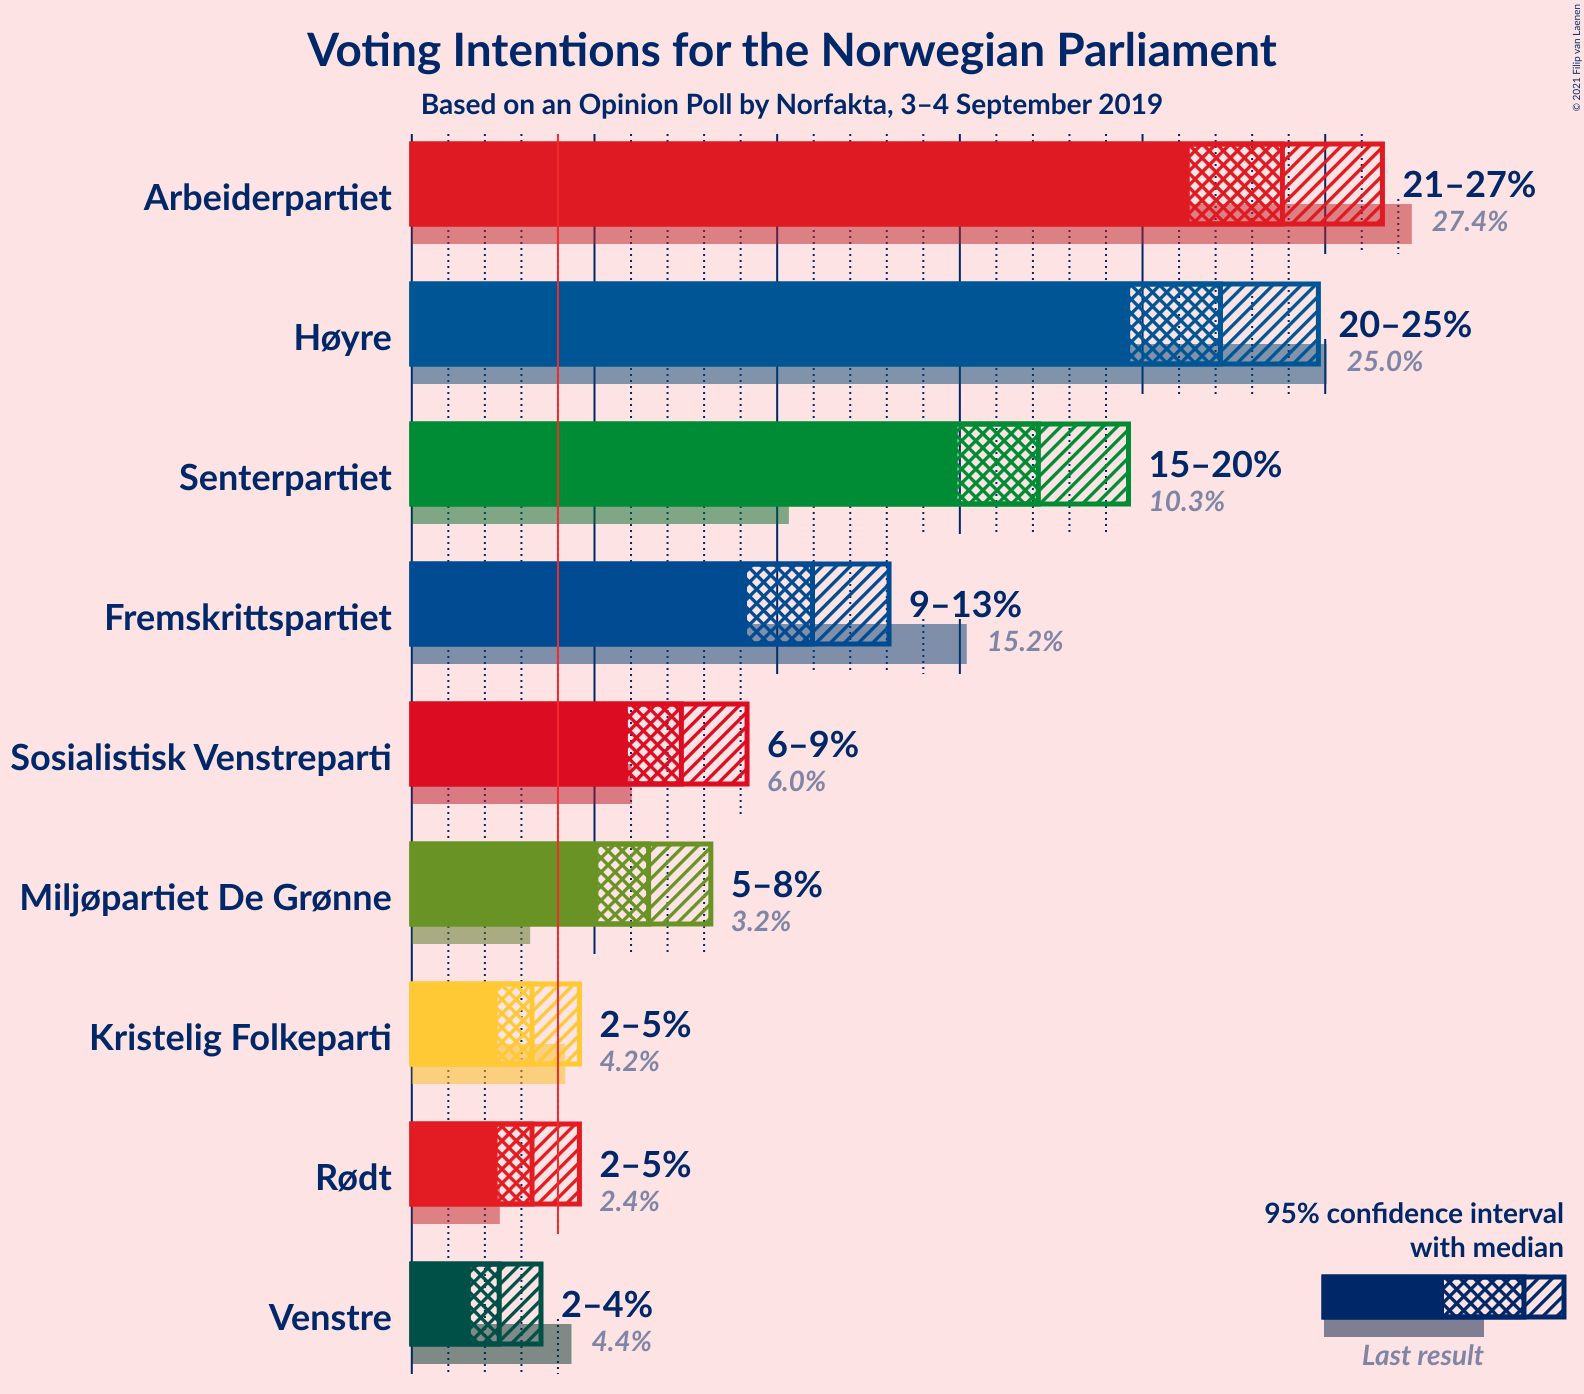 Voting Intentions for the Norwegian Parliament
Based on an Opinion Poll by Norfakta, 3–4 September 2019
© 2021 Filip van Laenen
Arbeiderpartiet
21–27%
27.4%
Høyre
20–25%
25.0%
Senterpartiet
15–20%
10.3%
Fremskrittspartiet
9–13%
15.2%
Sosialistisk Venstreparti
6–9%
6.0%
Miljøpartiet De Grønne
5–8%
3.2%
Kristelig Folkeparti
2–5%
4.2%
Rødt
2–5%
2.4%
Venstre
2–4%
4.4%
95% confidence interval
with median
Last result